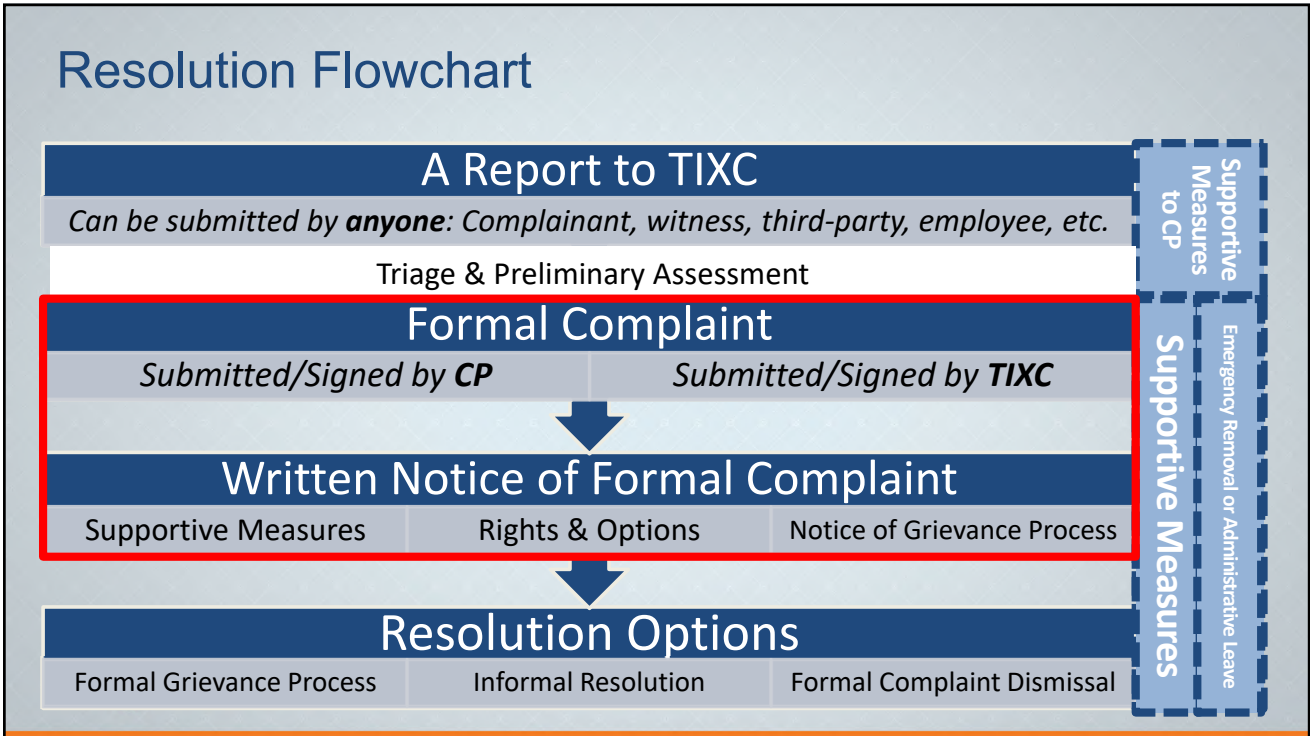 Resolution Flowchart
A Report to TIXC
Can be submitted by anyone: Complainant, witness, third-party, employee, etc.
Triage & Preliminary Assessment
Formal Complaint
Submitted/Signed by CP
Submitted/Signed by TIXC
Written Notice of Formal Complaint
Supportive Measures
Rights & Options
Notice of Grievance Process
Resolution Options
Formal Grievance Process
Informal Resolution
Formal Complaint Dismissal
Supportive
Measures
to CP
Supportive Measures
Emergency Removal or Administrative Leave